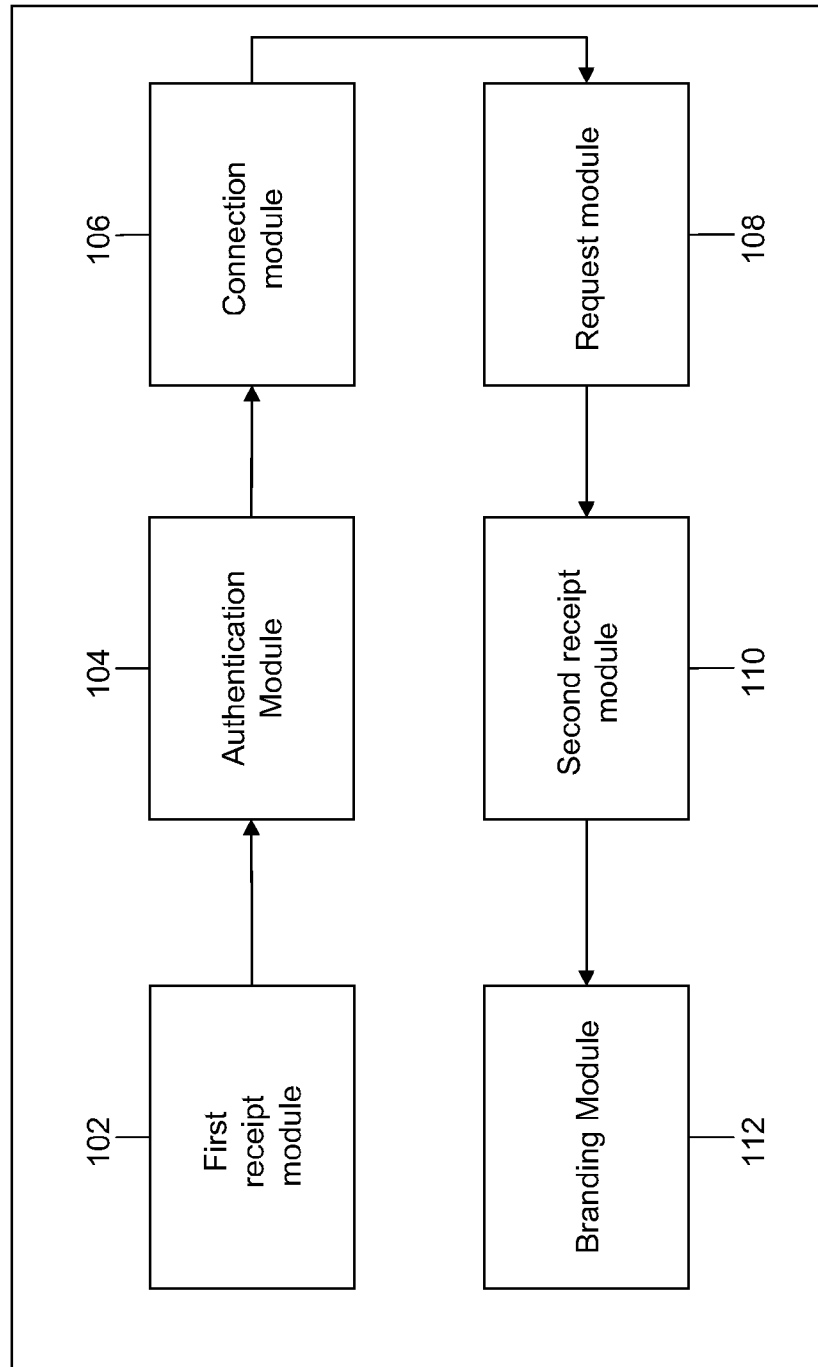 102
First
receipt
module
104
Authentication
Module
106
Connection
module
Request module
108
Second receipt
module
110
Branding Module
112